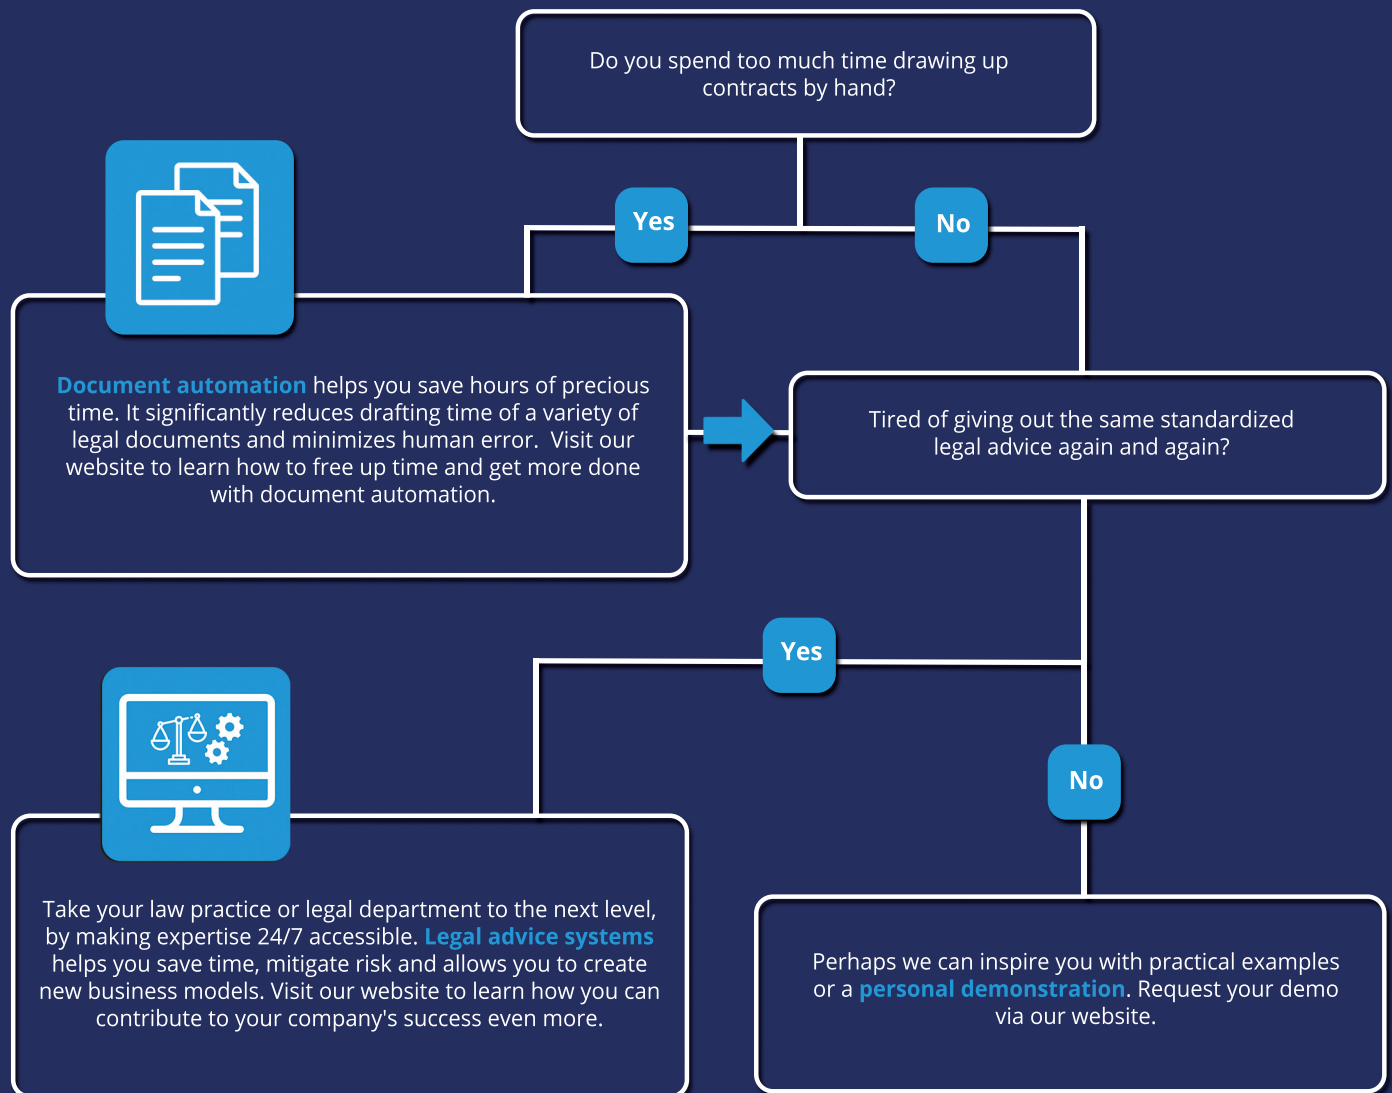 Do you spend too much time drawing up
contracts by hand?
Yes
No
Document automation helps you save hours of precious
time. It significantly reduces drafting time of a variety of
legal documents and minimizes human error.  Visit our
website to learn how to free up time and get more done
with document automation.
Tired of giving out the same standardized
legal advice again and again?
Yes
No
Take your law practice or legal department to the next level,
by making expertise 24/7 accessible. Legal advice systems
helps you save time, mitigate risk and allows you to create
new business models. Visit our website to learn how you can
contribute to your company's success even more.
Perhaps we can inspire you with practical examples
or a personal demonstration. Request your demo
via our website.